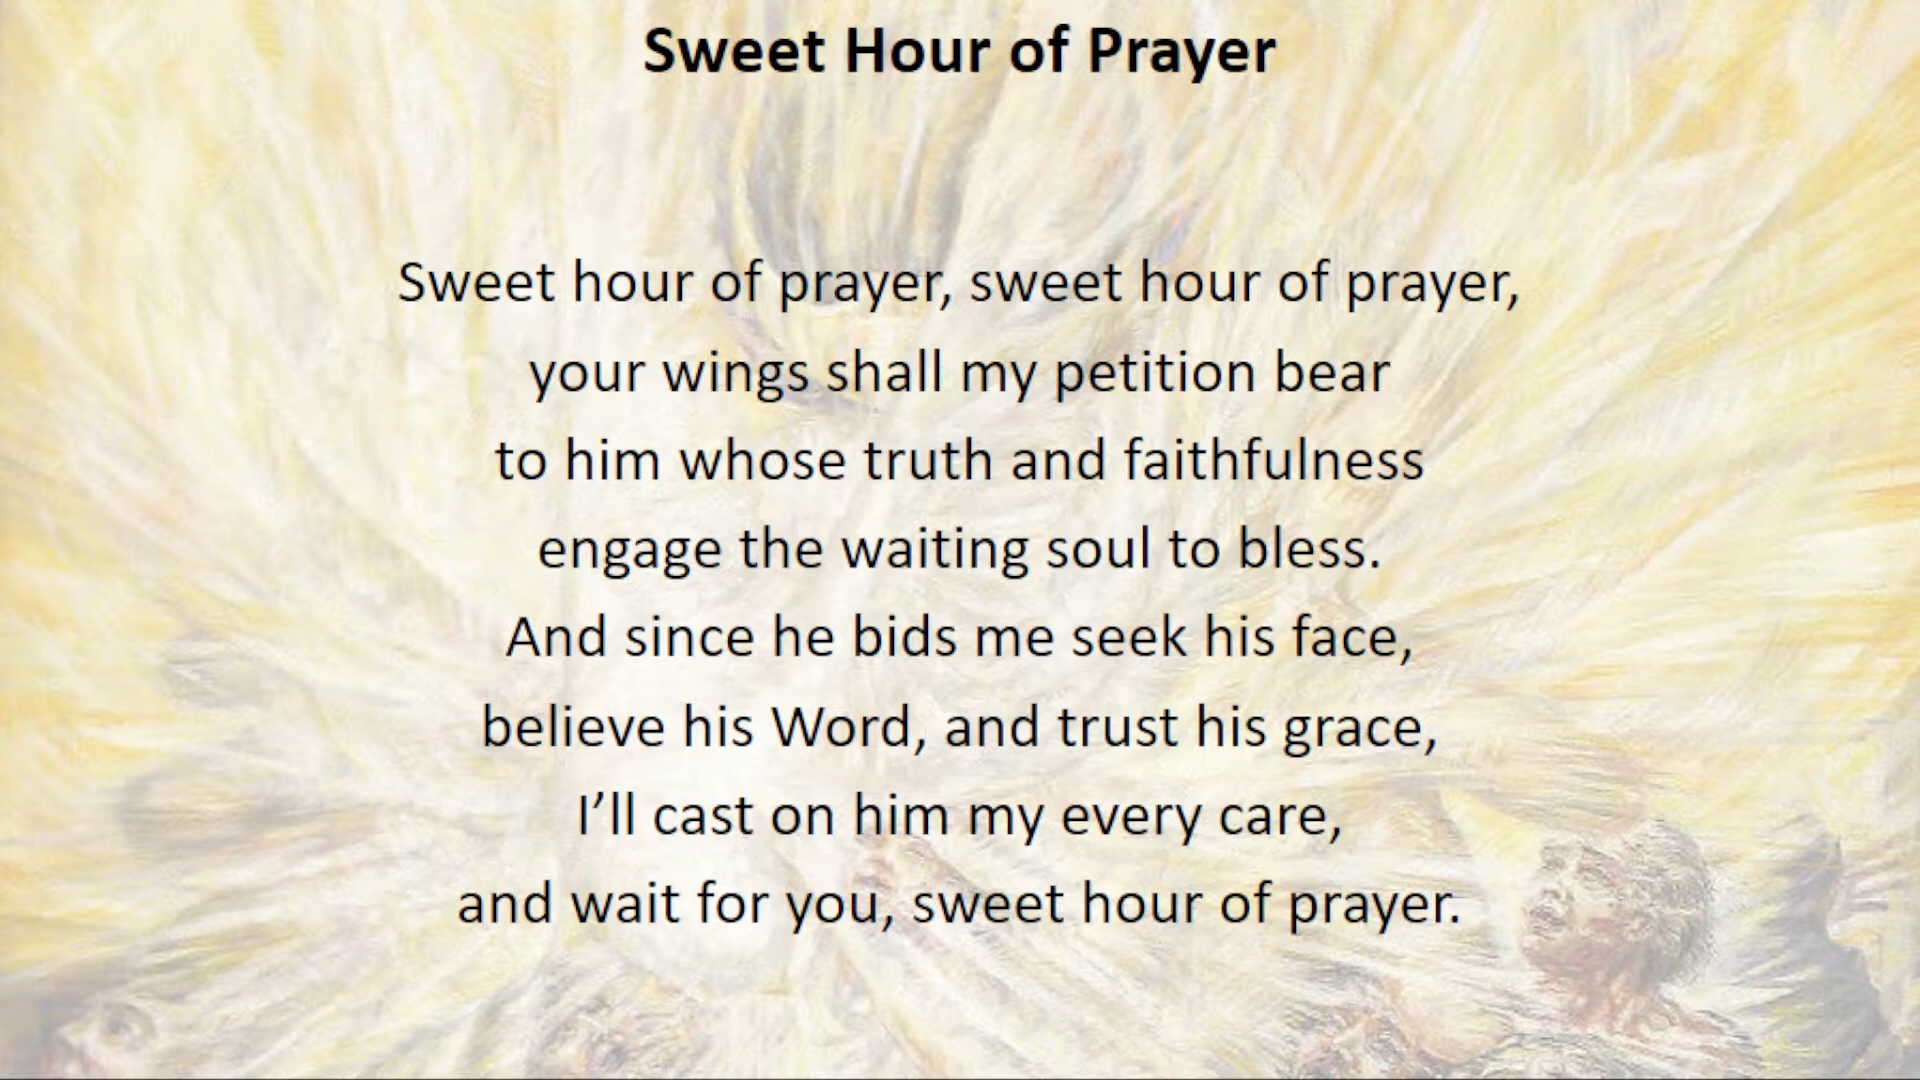 Sweet Hour of Prayer
Sweet hour of prayer, sweet hour of prayer,
your wings shall my petition bear
to him whose truth and faithfulness
engage the waiting soul to bless.
And since he bids me seek his face,
believe his Word, and trust his grace,
I’ll cast on him my every care,
and wait for you, sweet hour of prayer.